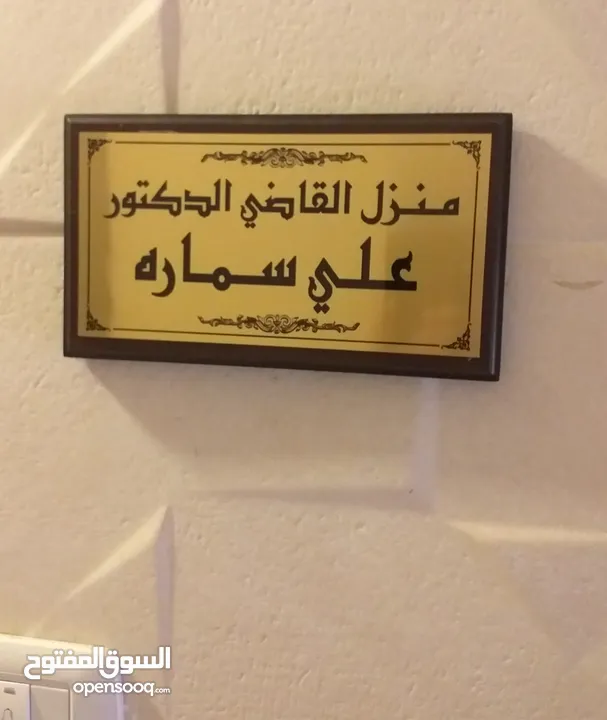 منزل القاضي الدكتور
علي سماره
السوق المفتوح
opensooq.com